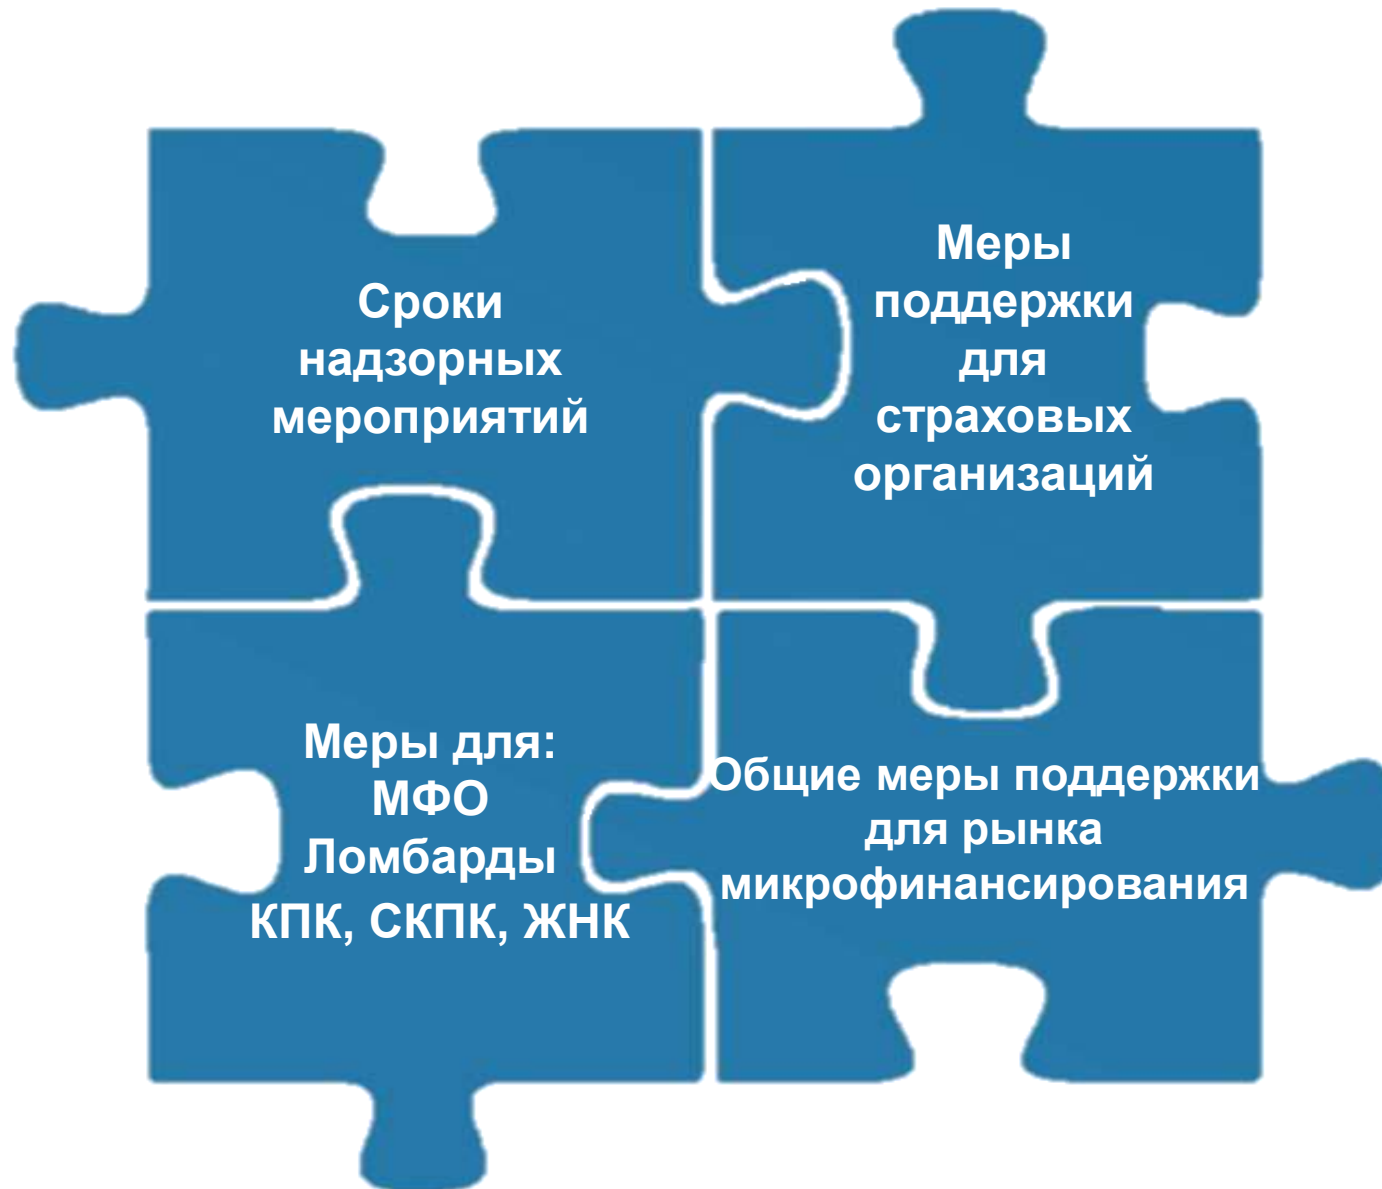 Сроки
надзорных
мероприятий
Меры
поддержки
для
страховых
организаций
Меры для:
МФО
Ломбарды
КПК, СКПК, ЖНК
Общие меры поддержки
для рынка
микрофинансирования